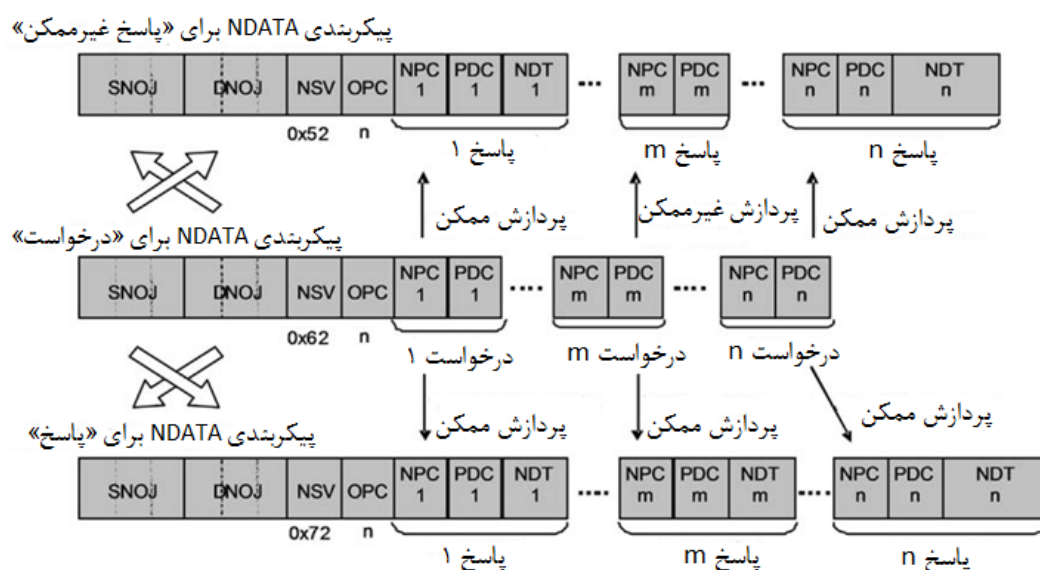 پیکربندی NDATA برای «پاسخ غیرممکن»
SNOJ DNOJ NSV OPC NPC 1 PDC 1 NDT 1 ... NPC m PDC m ... NPC n PDC n NDT n
0x52 n
پاسخ ۱ پاسخ m پاسخ n
پردازش ممکن پردازش غیرممکن پردازش ممکن
پیکربندی NDATA برای «درخواست»
SNOJ DNOJ NSV OPC NPC 1 PDC 1 .... NPC m PDC m .... NPC n PDC n
0x62 n
درخواست ۱ درخواست m درخواست n
پردازش ممکن پردازش ممکن پردازش ممکن
پیکربندی NDATA برای «پاسخ»
SNOJ DNOJ NSV OPC NPC 1 PDC 1 NDT 1 .... NPC m PDC m NDT m .... NPC n PDC n NDT n
0x72 n
پاسخ ۱ پاسخ m پاسخ n